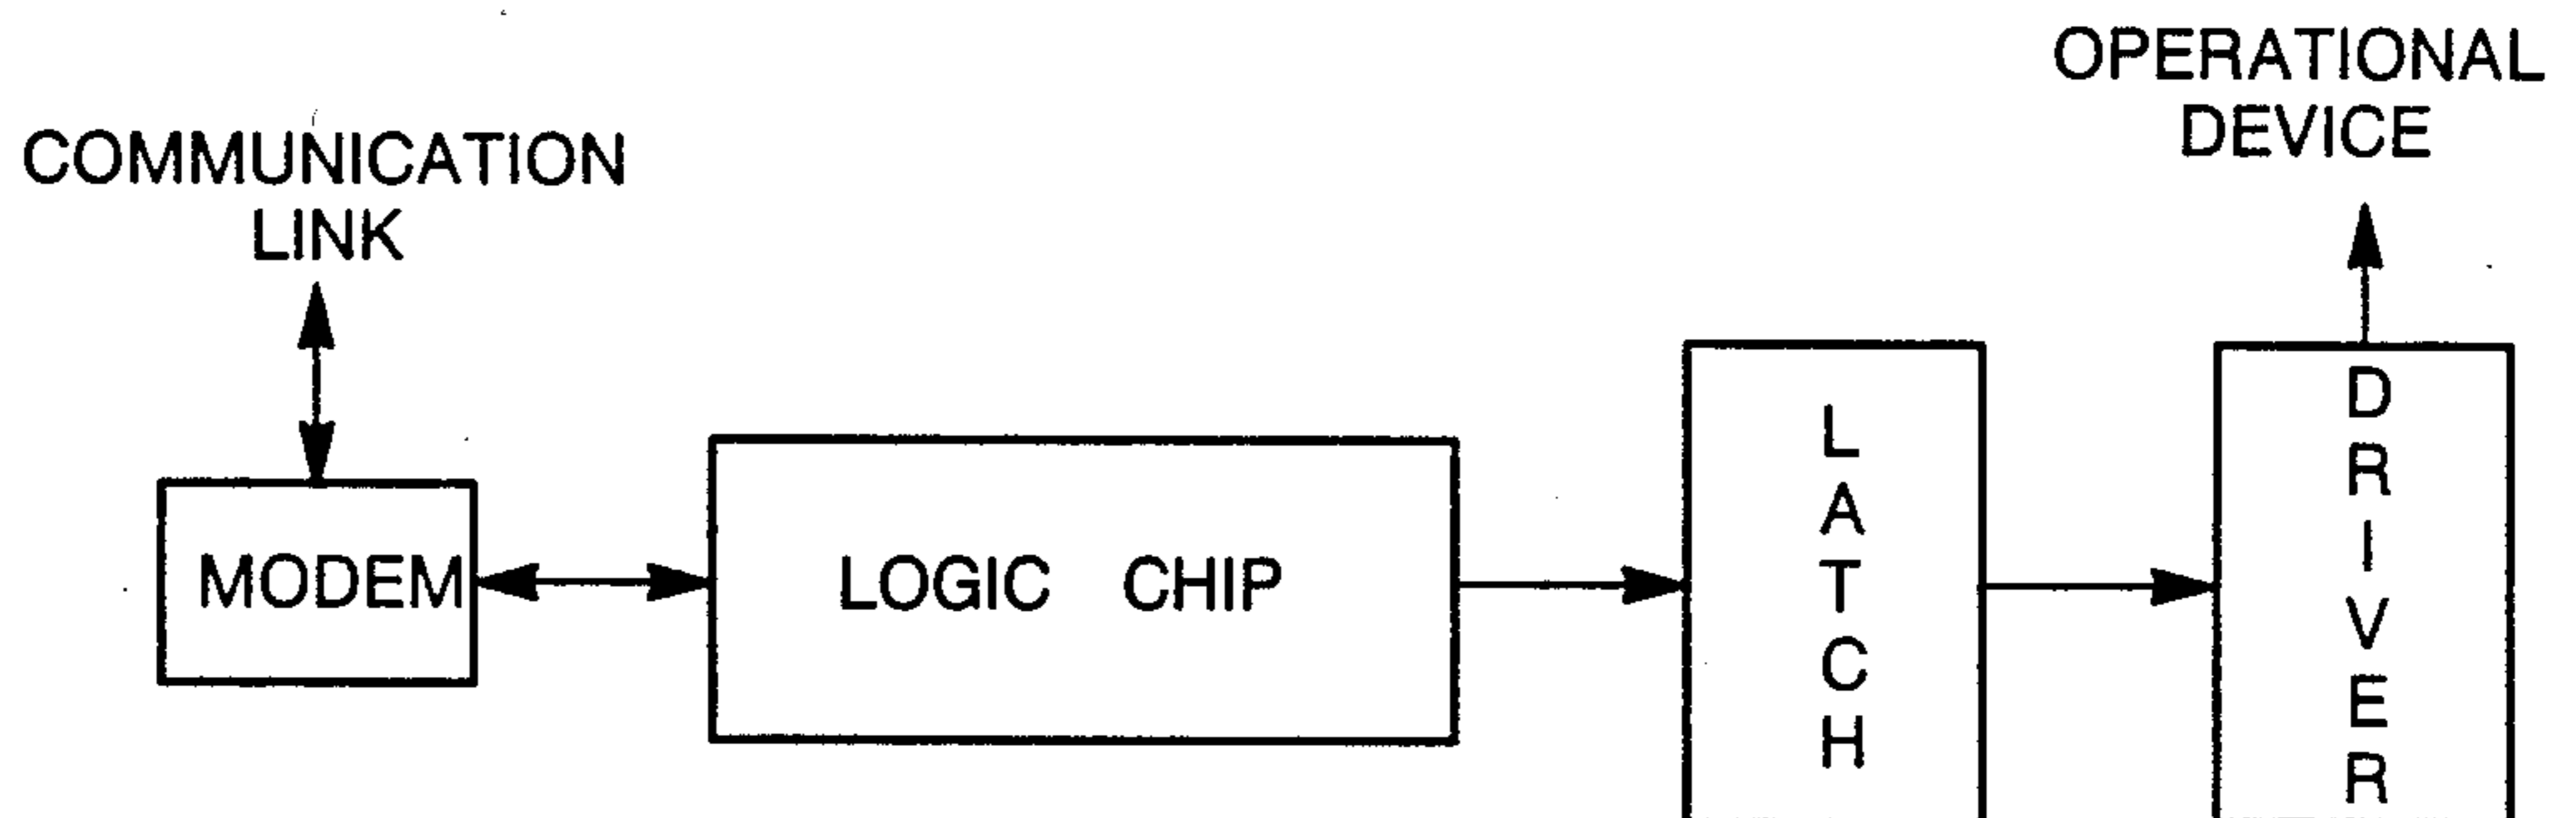 OPERATIONAL
DEVICE
COMMUNICATION
LINK
MODEM
LOGIC CHIP
LATCH
DRIVER